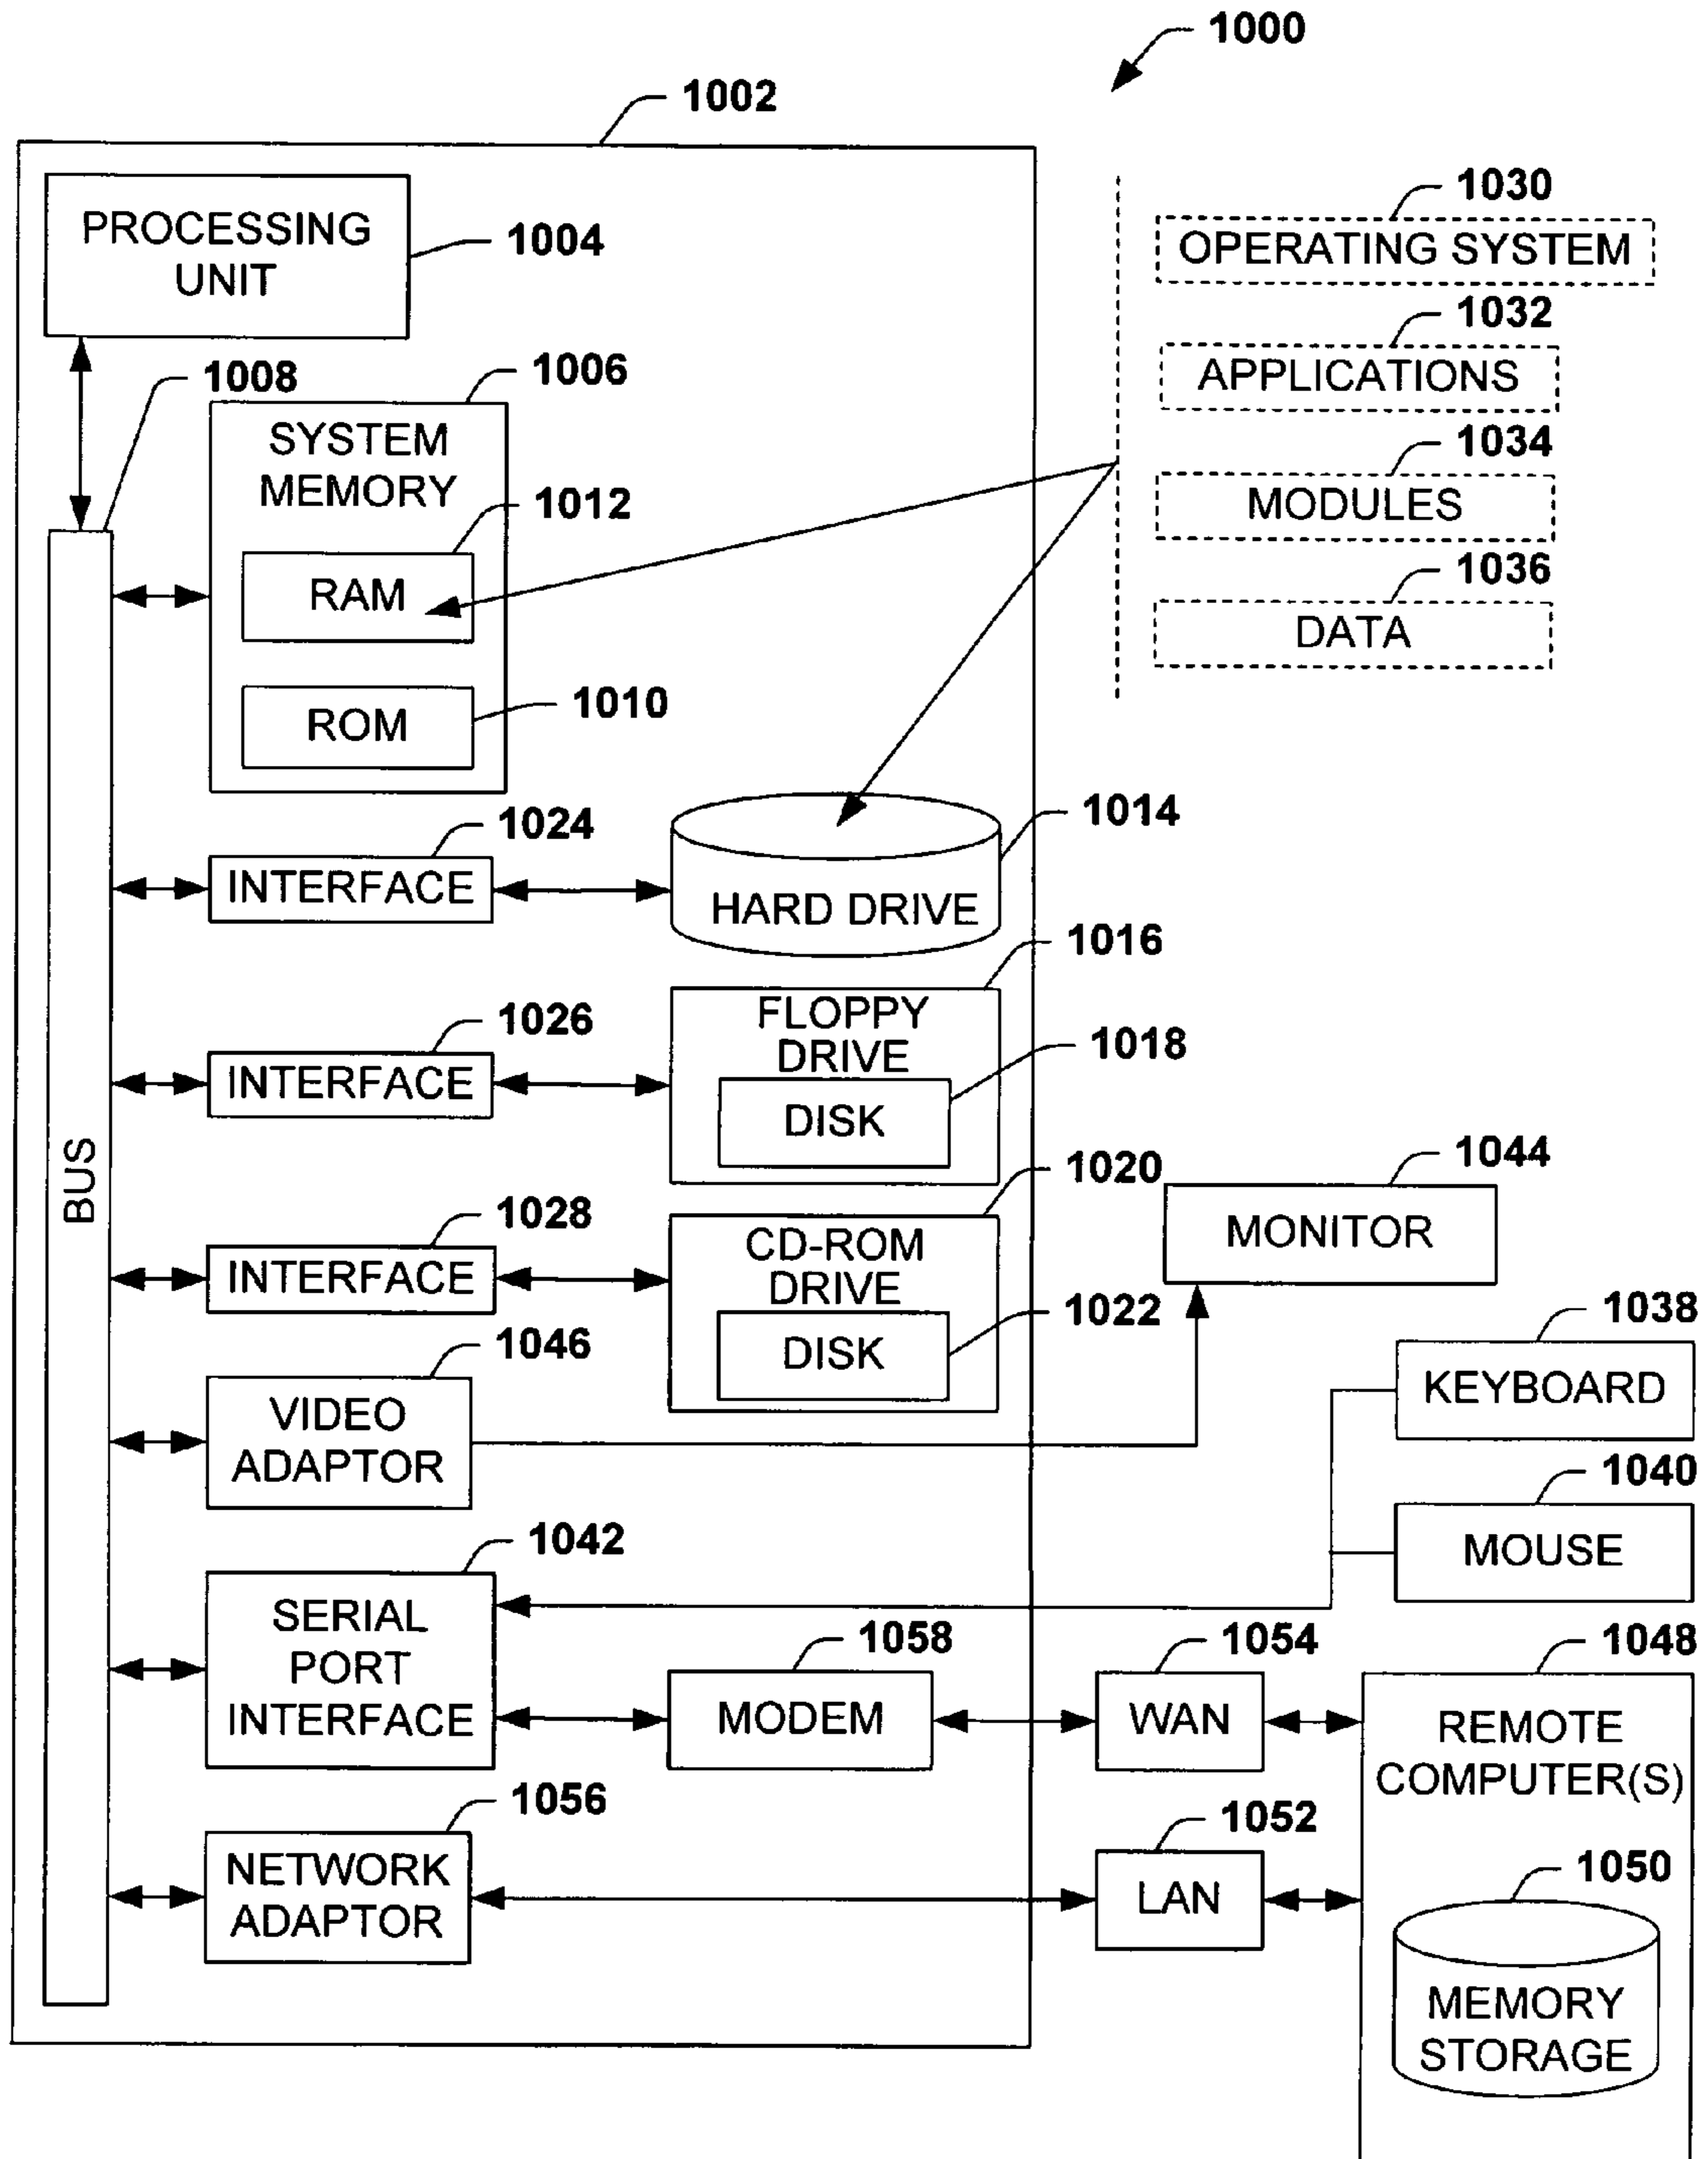 1000
1002
PROCESSING
UNIT
1004
1030
OPERATING SYSTEM
1032
APPLICATIONS
1034
MODULES
1036
DATA
1008
1006
SYSTEM
MEMORY
1012
RAM
1010
ROM
1024
INTERFACE
1014
HARD DRIVE
1026
INTERFACE
1016
FLOPPY
DRIVE
1018
DISK
BUS
1028
INTERFACE
1020
CD-ROM
DRIVE
1022
DISK
1044
MONITOR
1046
VIDEO
ADAPTOR
1038
KEYBOARD
1040
MOUSE
1042
SERIAL
PORT
INTERFACE
1058
MODEM
1054
WAN
1048
REMOTE
COMPUTER(S)
1056
NETWORK
ADAPTOR
1052
LAN
1050
MEMORY
STORAGE